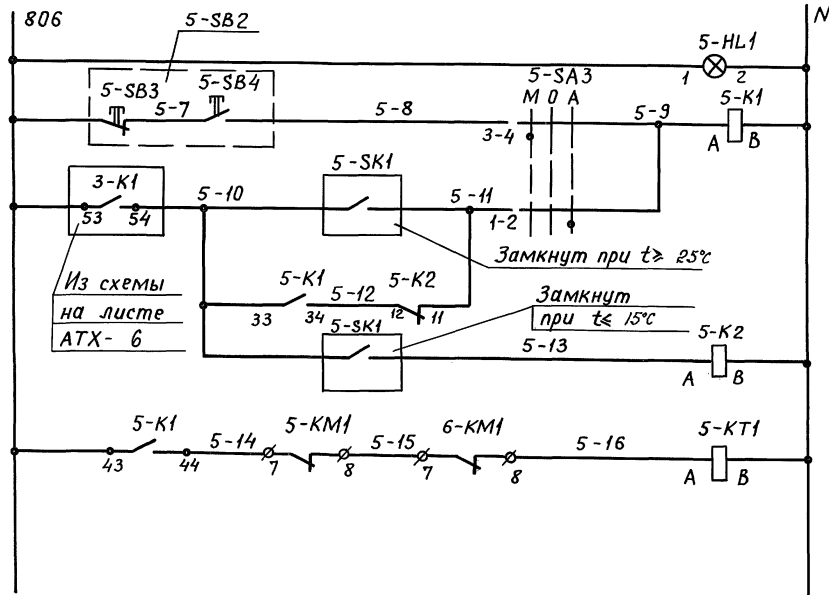 806
5-SB2
N
5-HL1
1
2
5-SB3
5-SB4
5-SA3
М О А
5-K1
5-7
5-8
3-4
5-9
A
B
3-K1
5-10
5-SK1
5-11
53
54
1-2
Замкнут при t⩾ 25°C
Из схемы
на листе
АТХ- 6
5-K1
5-12
5-K2
33
34
12
11
Замкнут
при t⩽ 15°C
5-SK1
5-13
5-K2
A
B
5-K1
5-14
5-KM1
5-15
6-KM1
5-16
5-KT1
43
44
7
8
7
8
A
B